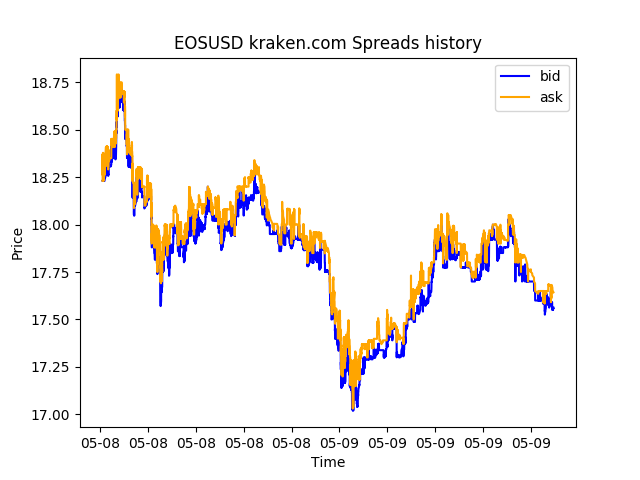 EOSUSD kraken.com Spreads history
bid
ask
18.75
18.50
18.25
18.00
17.75
17.50
17.25
17.00
Price
05-08 05-08 05-08 05-08 05-08 05-09 05-09 05-09 05-09 05-09
Time